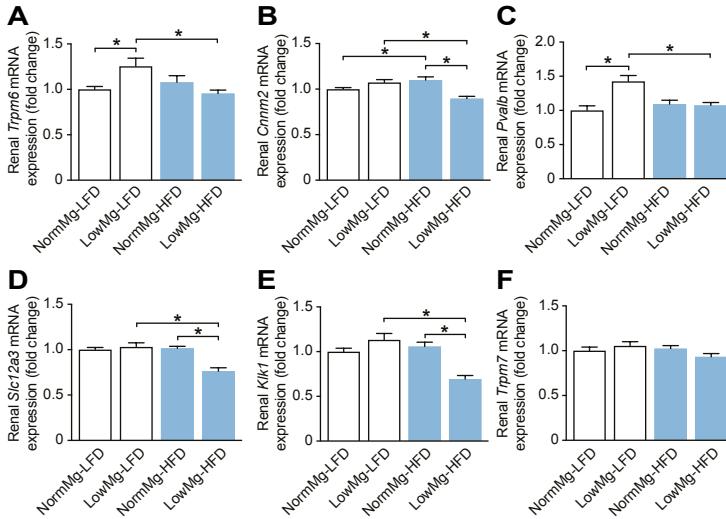 A
Renal Trpm6 mRNA
expression (fold change)
1.5
1.0
0.5
0
*
*
NormMg-LFD
LowMg-LFD
NormMg-HFD
LowMg-HFD
B
Renal Cnnm2 mRNA
expression (fold change)
1.5
1.0
0.5
0
*
*
*
NormMg-LFD
LowMg-LFD
NormMg-HFD
LowMg-HFD
C
Renal Pvalb mRNA
expression (fold change)
2.0
1.5
1.0
0.5
0
*
*
NormMg-LFD
LowMg-LFD
NormMg-HFD
LowMg-HFD
D
Renal Slc12a3 mRNA
expression (fold change)
1.5
1.0
0.5
0
*
*
NormMg-LFD
LowMg-LFD
NormMg-HFD
LowMg-HFD
E
Renal Klk1 mRNA
expression (fold change)
1.5
1.0
0.5
0
*
*
NormMg-LFD
LowMg-LFD
NormMg-HFD
LowMg-HFD
F
Renal Trpm7 mRNA
expression (fold change)
1.5
1.0
0.5
0
NormMg-LFD
LowMg-LFD
NormMg-HFD
LowMg-HFD